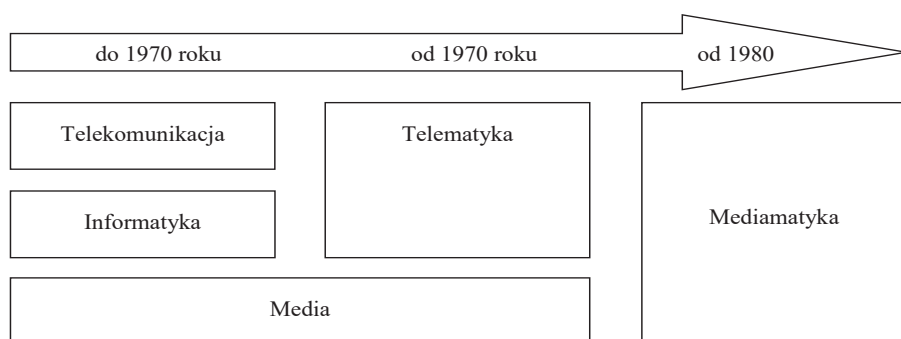 do 1970 roku od 1970 roku od 1980
Telekomunikacja
Telematyka
Informatyka
Mediamatyka
Media